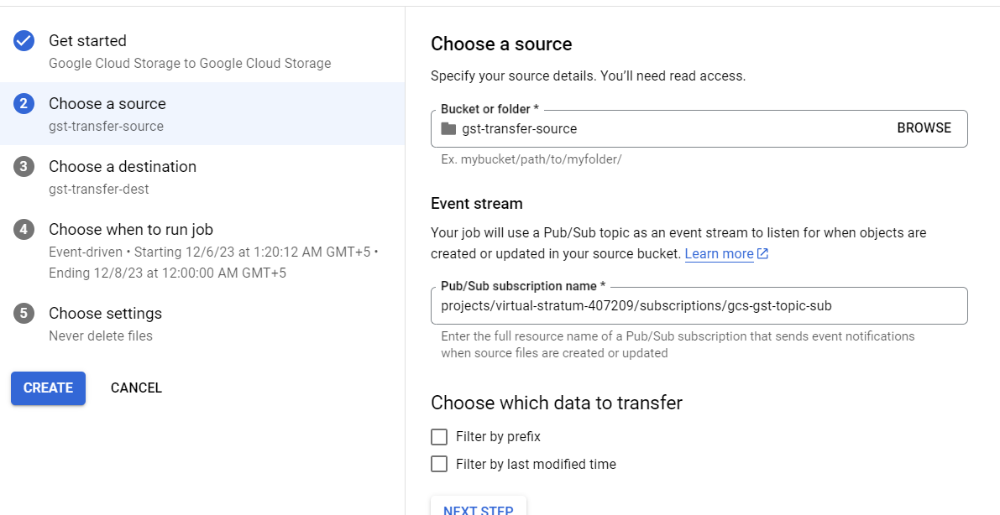 Get started
Google Cloud Storage to Google Cloud Storage
2 Choose a source
gst-transfer-source
3 Choose a destination
gst-transfer-dest
4 Choose when to run job
Event-driven • Starting 12/6/23 at 1:20:12 AM GMT+5 •
Ending 12/8/23 at 12:00:00 AM GMT+5
5 Choose settings
Never delete files
CREATE CANCEL
Choose a source
Specify your source details. You’ll need read access.
Bucket or folder *
gst-transfer-source BROWSE
Ex. mybucket/path/to/myfolder/
Event stream
Your job will use a Pub/Sub topic as an event stream to listen for when objects are
created or updated in your source bucket. Learn more
Pub/Sub subscription name *
projects/virtual-stratum-407209/subscriptions/gcs-gst-topic-sub
Enter the full resource name of a Pub/Sub subscription that sends event notifications
when source files are created or updated
Choose which data to transfer
Filter by prefix
Filter by last modified time
NEXT STEP